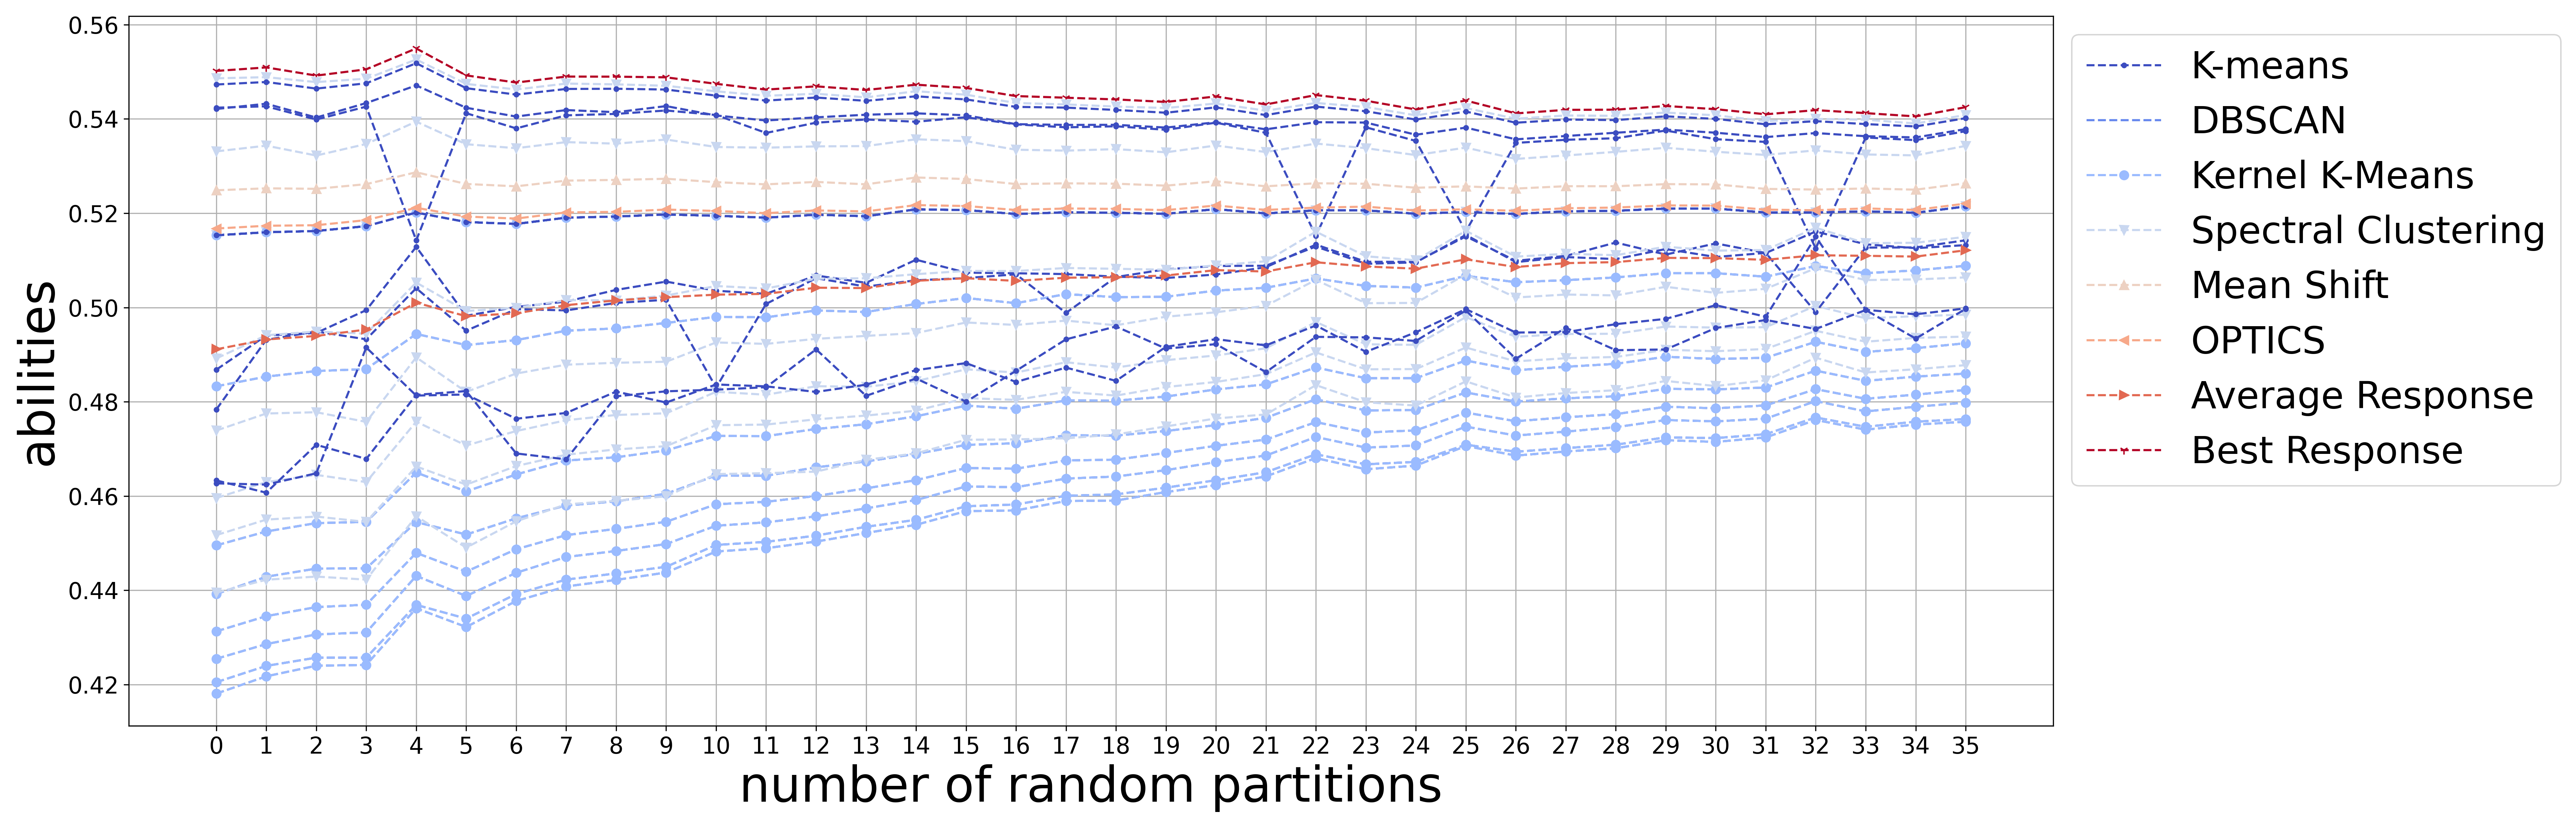 0.56
0.54
0.52
0.50
0.48
0.46
0.44
0.42
abilities
0 1 2 3 4 5 6 7 8 9 10 11 12 13 14 15 16 17 18 19 20 21 22 23 24 25 26 27 28 29 30 31 32 33 34 35
number of random partitions
K-means
DBSCAN
Kernel K-Means
Spectral Clustering
Mean Shift
OPTICS
Average Response
Best Response